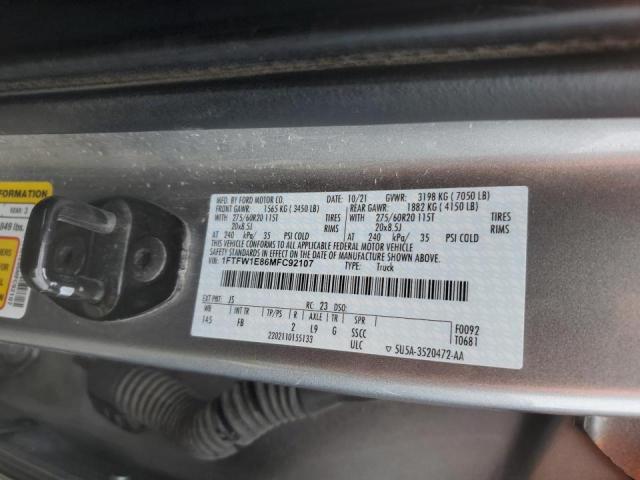 FORMATION
REAR 3
MFD. BY FORD MOTOR CO. 10/21 GVWR: 3198 KG ( 7050 LB)
FRONT GAWR: 1565 KG ( 3450 LB) REAR GAWR: 1882 KG ( 4150 LB)
WITH 275/60R20 115T TIRES WITH 275/60R20 115T TIRES
20x8.5J RIMS 20x8.5J RIMS
AT 240 kPa/ 35 PSI COLD AT 240 kPa/ 35 PSI COLD
THIS VEHICLE CONFORMS TO ALL APPLICABLE FEDERAL MOTOR VEHICLE
SAFETY STANDARDS IN EFFECT ON THE DATE OF MANUFACTURE SHOWN ABOVE.
1FTFW1E86MFC92107 TYPE: Truck
EXT PNT: JS RC: 23 DSO:
WB INT TR TP/PS R AXLE TR SPR F0092
145 FB 2 L9 G SSCC T0681
2202110155133 ULC ▽ 5U5A-3520472-AA